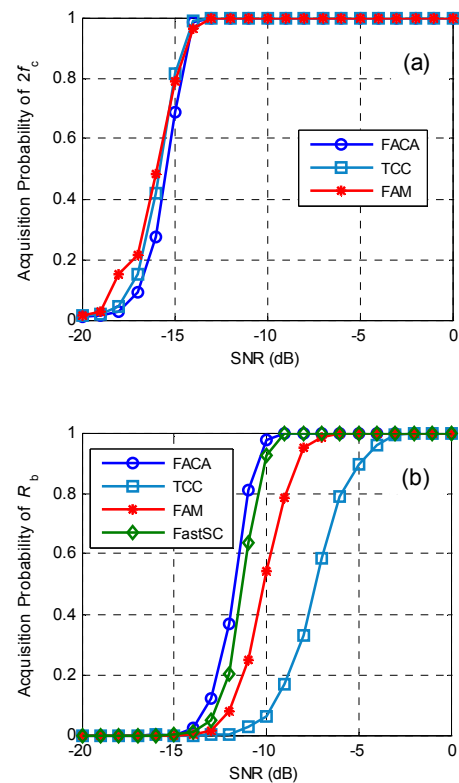 (a)
Acquisition Probability of 2f_c
1
0.8
0.6
0.4
0.2
0
FACA
TCC
FAM
-20 -15 -10 -5 0
SNR (dB)
(b)
Acquisition Probability of R_b
1
0.8
0.6
0.4
0.2
0
FACA
TCC
FAM
FastSC
-20 -15 -10 -5 0
SNR (dB)